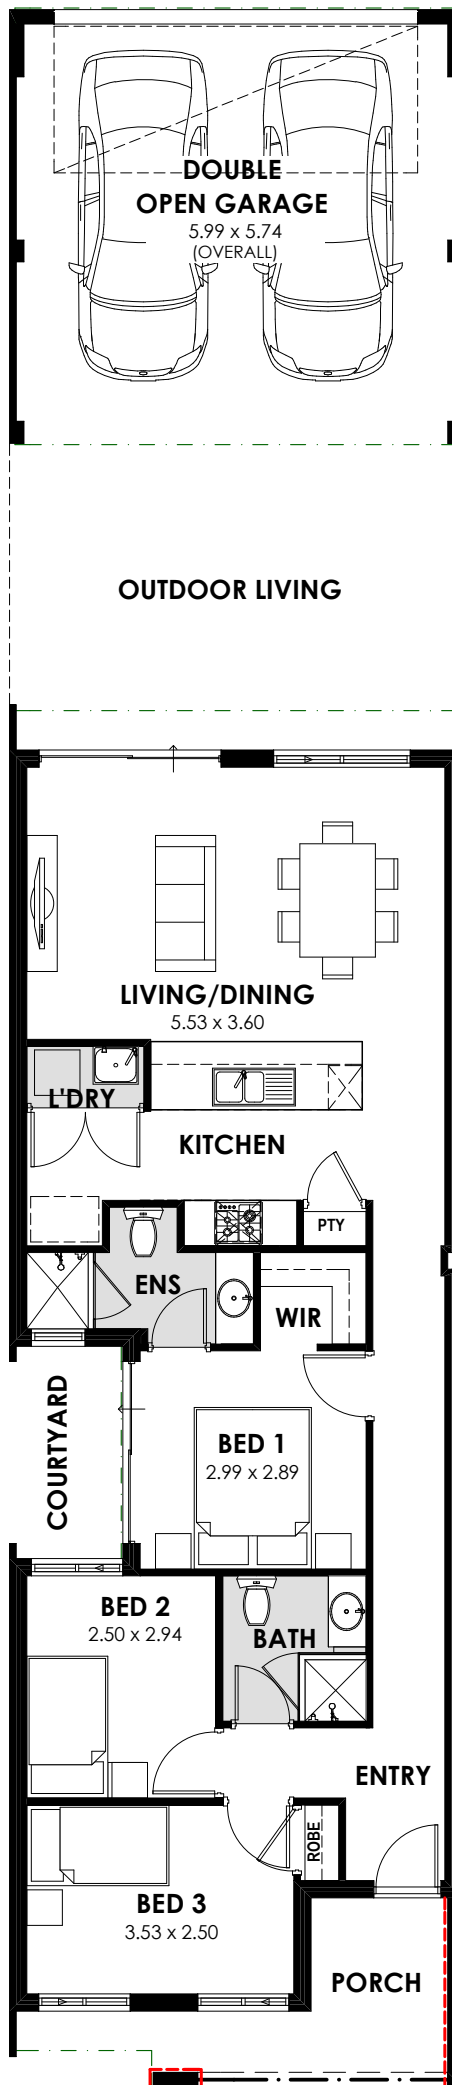 DOUBLE
OPEN GARAGE
5.99 x 5.74
(OVERALL)
OUTDOOR LIVING
LIVING/DINING
5.53 x 3.60
L'DRY
KITCHEN
PTY
ENS
WIR
COURTYARD
BED 1
2.99 x 2.89
BED 2
2.50 x 2.94
BATH
ENTRY
ROBE
BED 3
3.53 x 2.50
PORCH